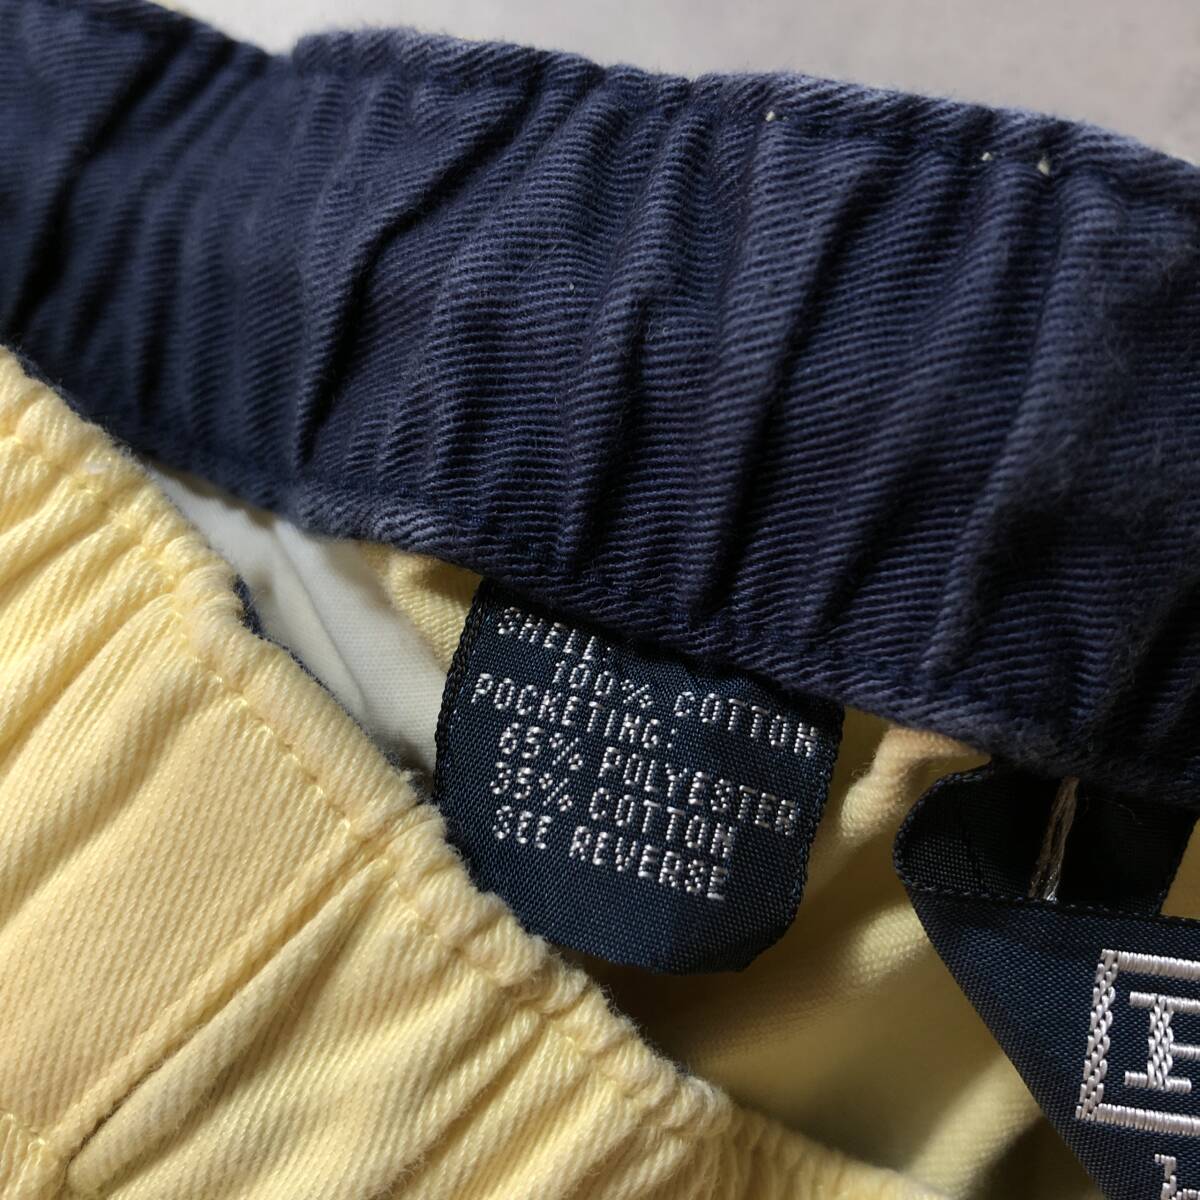 SHELL:
100% COTTON
POCKETING:
65% POLYESTER
35% COTTON
SEE REVERSE